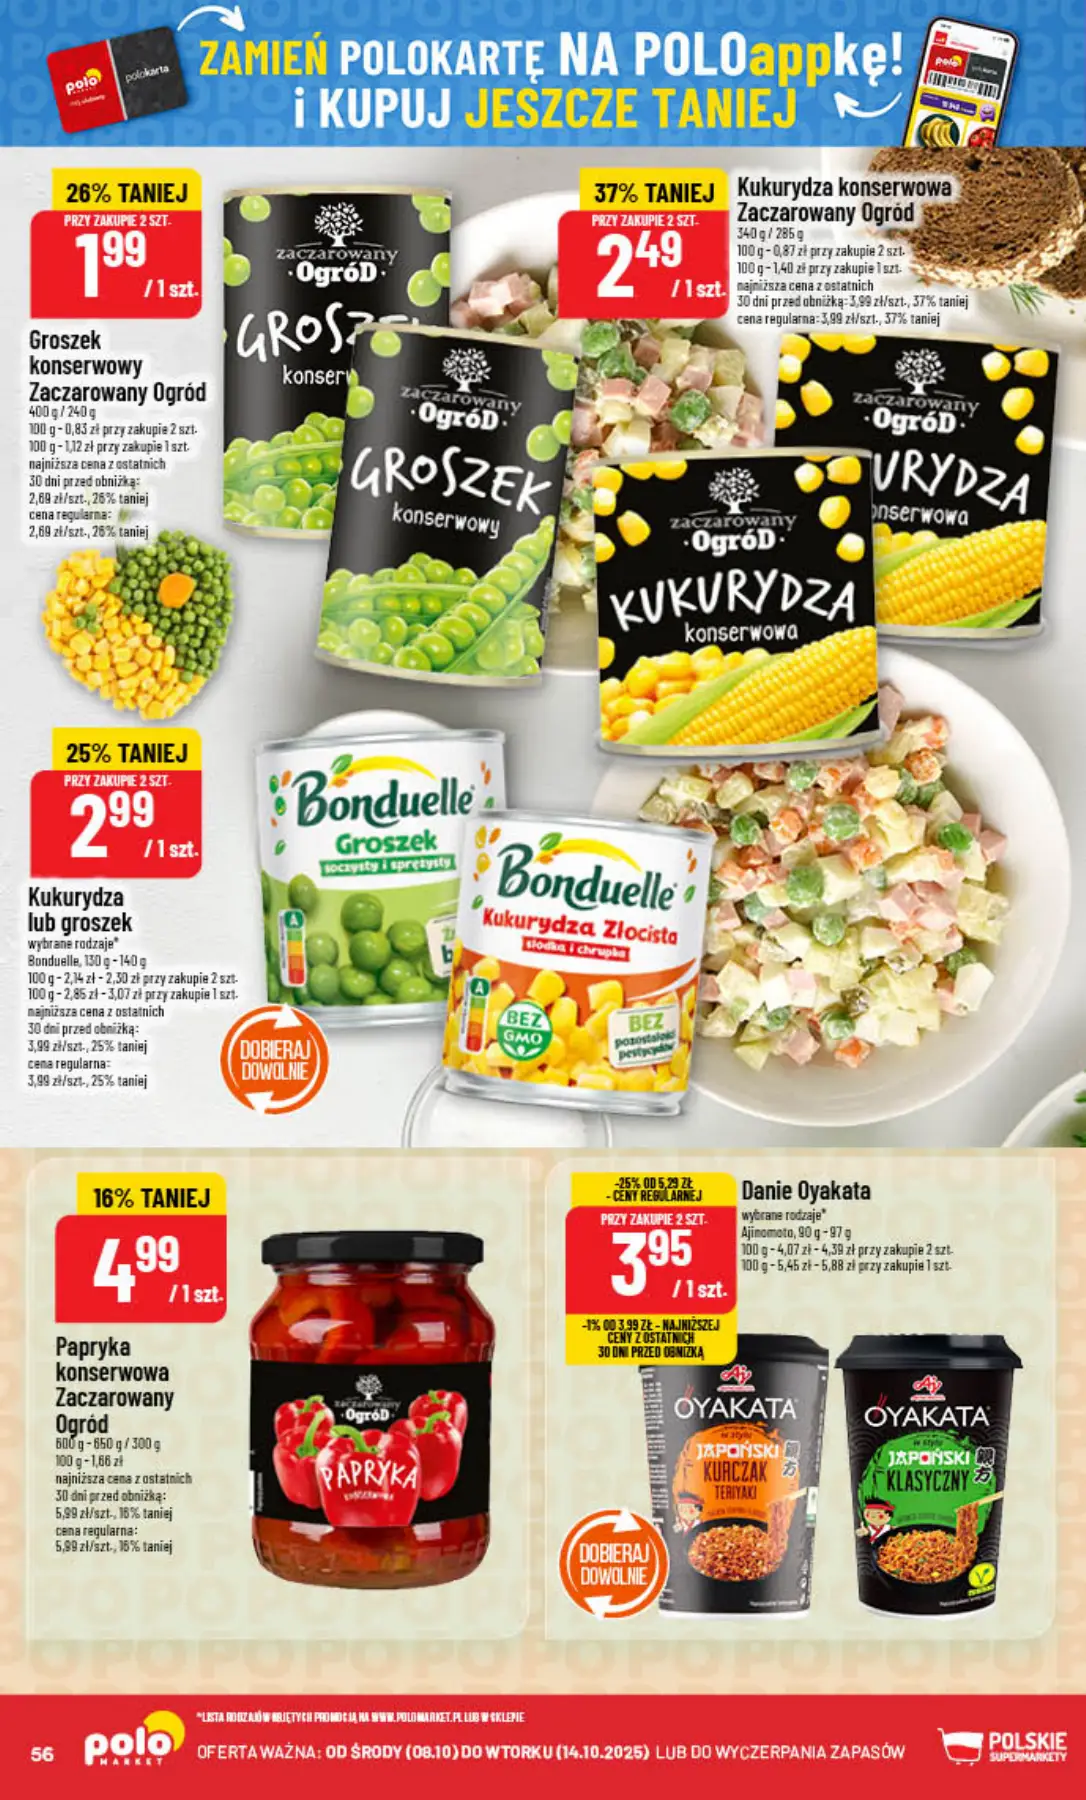 ZAMIEŃ POLOKARTĘ NA POLOappkę!
i KUPUJ JESZCZE TANIEJ
polo
polokarta
26% TANIEJ
PRZY ZAKUPIE 2 SZT.
1 99
/ 1 szt.
Groszek
konserwowy
Zaczarowany Ogród
400 g / 240 g
100 g - 0,83 zł przy zakupie 2 szt.
100 g - 1,12 zł przy zakupie 1 szt.
najniższa cena z ostatnich
30 dni przed obniżką:
2,69 zł/szt., 26% taniej
cena regularna:
2,69 zł/szt., 26% taniej
37% TANIEJ
PRZY ZAKUPIE 2 SZT.
2 49
/ 1 szt.
Kukurydza konserwowa
Zaczarowany Ogród
340 g / 285 g
100 g - 0,87 zł przy zakupie 2 szt.
100 g - 1,40 zł przy zakupie 1 szt.
najniższa cena z ostatnich
30 dni przed obniżką: 3,99 zł/szt., 37% taniej
cena regularna: 3,99 zł/szt., 37% taniej
zaczarowany
OgróD
zaczarowany
OgróD
GROSZEK
konserwowy
zaczarowany
OgróD
zaczarowany
OgróD
KUKURYDZA
konserwowa
25% TANIEJ
PRZY ZAKUPIE 2 SZT.
2 99
/ 1 szt.
Kukurydza
lub groszek
wybrane rodzaje*
Bonduelle, 130 g - 140 g
100 g - 2,14 zł - 2,30 zł przy zakupie 2 szt.
100 g - 2,85 zł - 3,07 zł przy zakupie 1 szt.
najniższa cena z ostatnich
30 dni przed obniżką:
3,99 zł/szt., 25% taniej
cena regularna:
3,99 zł/szt., 25% taniej
DOBIERAJ
DOWOLNIE
Bonduelle
Groszek
soczysty i sprężysty
Bonduelle
Kukurydza Złocista
słodka i chrupka
BEZ
GMO
BEZ
pozostałości
pestycydów
16% TANIEJ
4 99
/ 1 szt.
Papryka
konserwowa
Zaczarowany
Ogród
600 g - 650 g / 300 g
100 g - 1,66 zł
najniższa cena z ostatnich
30 dni przed obniżką:
5,99 zł/szt., 16% taniej
cena regularna:
5,99 zł/szt., 16% taniej
OgróD
PAPRYKA
-25% OD 5,29 ZŁ
- CENY REGULARNEJ
PRZY ZAKUPIE 2 SZT.
3 95
/ 1 szt.
-1% OD 3,99 ZŁ - NAJNIŻSZEJ
CENY Z OSTATNICH
30 DNI PRZED OBNIŻKĄ
Danie Oyakata
wybrane rodzaje*
Ajinomoto, 90 g - 97 g
100 g - 4,07 zł - 4,39 zł przy zakupie 2 szt.
100 g - 5,45 zł - 5,88 zł przy zakupie 1 szt.
DOBIERAJ
DOWOLNIE
OYAKATA
w stylu
JAPOŃSKI
KURCZAK
TERIYAKI
OYAKATA
w stylu
JAPOŃSKI
KLASYCZNY
*LISTA RODZAJÓW OBJĘTYCH PROMOCJĄ NA WWW.POLOMARKET.PL LUB W SKLEPIE
56
polo
MARKET
OFERTA WAŻNA: OD ŚRODY (08.10) DO WTORKU (14.10.2025) LUB DO WYCZERPANIA ZAPASÓW
POLSKIE
SUPERMARKETY